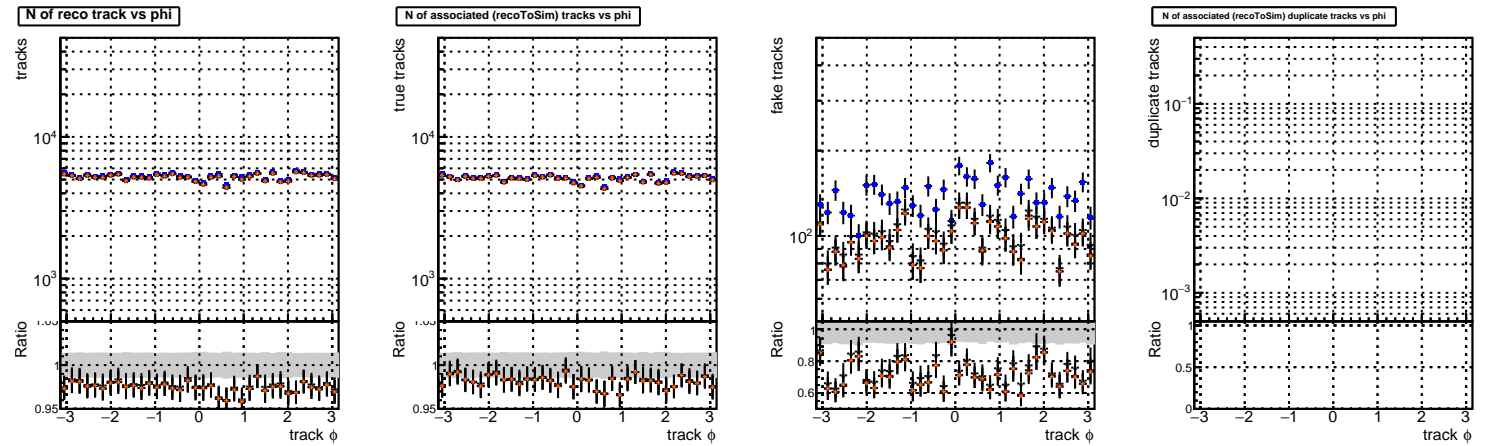 N of reco track vs phi
tracks
10^4
10^3
Ratio
1
0.95
−3 −2 −1 0 1 2 3
track ϕ
N of associated (recoToSim) tracks vs phi
true tracks
10^4
10^3
Ratio
1
0.95
−3 −2 −1 0 1 2 3
track ϕ
fake tracks
10^2
Ratio
1
0.8
0.6
−3 −2 −1 0 1 2 3
track ϕ
N of associated (recoToSim) duplicate tracks vs phi
duplicate tracks
10^−1
10^−2
10^−3
Ratio
1
0.5
0
−3 −2 −1 0 1 2 3
track ϕ